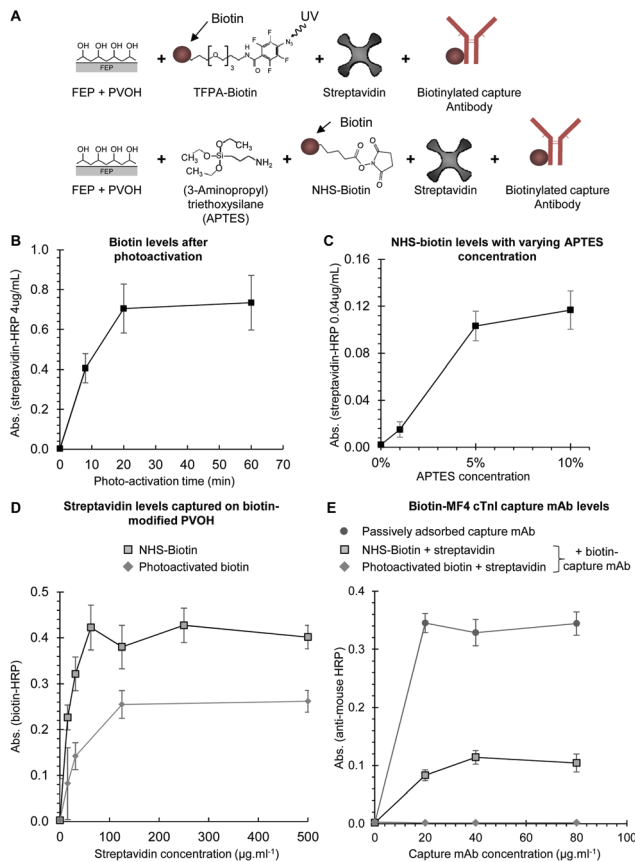 A
Biotin
UV
OH OH OH OH
FEP
FEP + PVOH
+
O
3
NH
O
F
F
F
F
N₃
TFPA-Biotin
+
Streptavidin
+
Biotinylated capture
Antibody
Biotin
OH OH OH OH
FEP
FEP + PVOH
+
CH₃
H₃C
O
O
Si
O
NH₂
H₃C
(3-Aminopropyl)
triethoxysilane
(APTES)
+
O
O
O
N
O
NHS-Biotin
+
Streptavidin
+
Biotinylated capture
Antibody
B
Biotin levels after
photoactivation
Abs. (streptavidin-HRP 4ug/mL)
1.0
0.8
0.6
0.4
0.2
0.0
0 10 20 30 40 50 60 70
Photo-activation time (min)
C
NHS-biotin levels with varying APTES
concentration
Abs. (streptavidin-HRP 0.04ug/mL)
0.16
0.12
0.08
0.04
0.00
0% 5% 10%
APTES concentration
D
Streptavidin levels captured on biotin-
modified PVOH
NHS-Biotin
Photoactivated biotin
Abs. (biotin-HRP)
0.5
0.4
0.3
0.2
0.1
0.0
0 100 200 300 400 500
Streptavidin concentration (µg.ml⁻¹)
E
Biotin-MF4 cTnI capture mAb levels
Passively adsorbed capture mAb
NHS-Biotin + streptavidin
Photoactivated biotin + streptavidin
+ biotin-
capture mAb
Abs. (anti-mouse HRP)
0.4
0.3
0.2
0.1
0.0
0 20 40 60 80 100
Capture mAb concentration (µg.ml⁻¹)